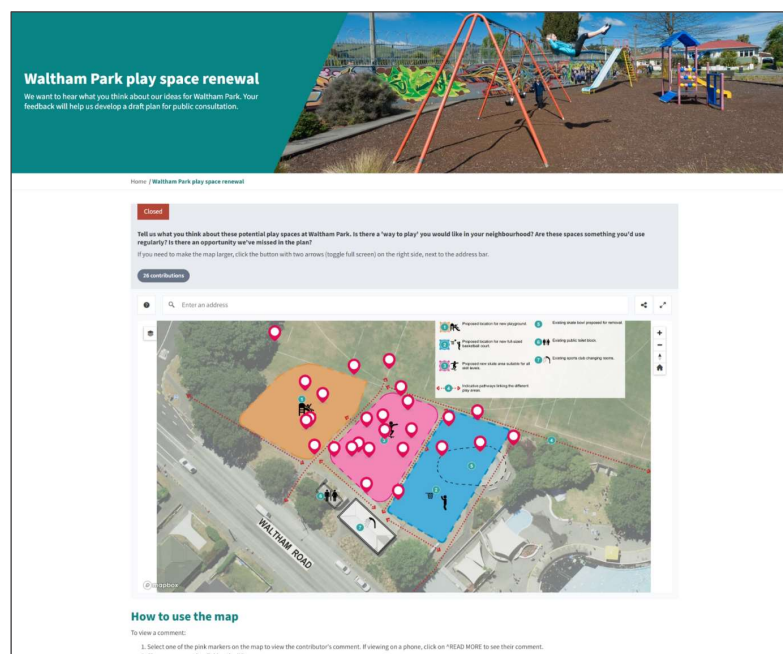 Waltham Park play space renewal
We want to hear what you think about our ideas for Waltham Park. Your
feedback will help us develop a draft plan for public consultation.
Home / Waltham Park play space renewal
Closed
Tell us what you think about these potential play spaces at Waltham Park. Is there a 'way to play' you would like in your neighbourhood? Are these spaces something you'd use
regularly? Is there an opportunity we've missed in the plan?
If you need to make the map larger, click the button with two arrows (toggle full screen) on the right side, next to the address bar.
26 contributions
Enter an address
1 Proposed location for new playground.
Proposed location for new full-sized
basketball court.
Proposed new skate area suitable for all
skill levels.
Indicative pathways linking the different
play areas.
Existing skate bowl proposed for removal.
Existing public toilet block.
7 Existing sports club changing rooms.
WALTHAM ROAD
mapbox
How to use the map
To view a comment:
1. Select one of the pink markers on the map to view the contributor's comment. If viewing on a phone, click on "READ MORE to see their comment.